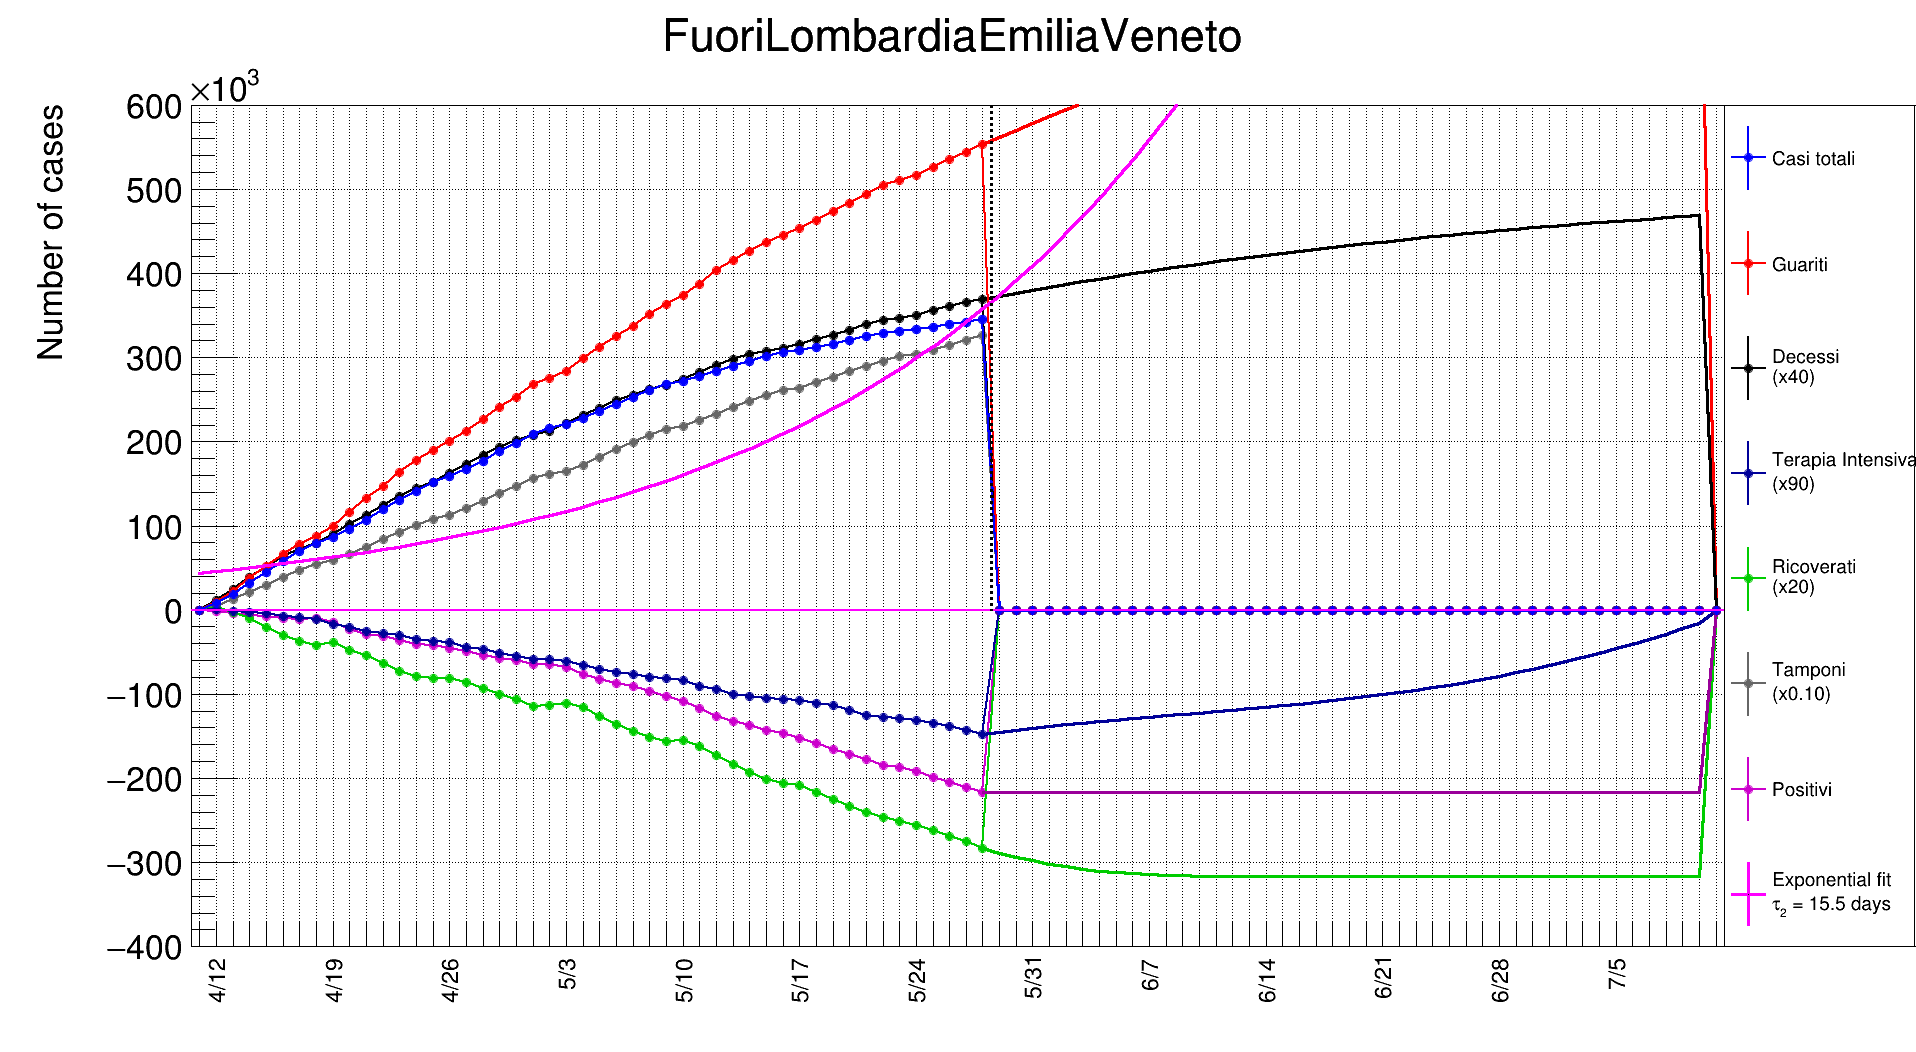 FuoriLombardiaEmiliaVeneto
×10³
Number of cases
600
500
400
300
200
100
0
−100
−200
−300
−400
4/12
4/19
4/26
5/3
5/10
5/17
5/24
5/31
6/7
6/14
6/21
6/28
7/5
Casi totali
Guariti
Decessi
(x40)
Terapia Intensiva
(x90)
Ricoverati
(x20)
Tamponi
(x0.10)
Positivi
Exponential fit
τ₂ = 15.5 days